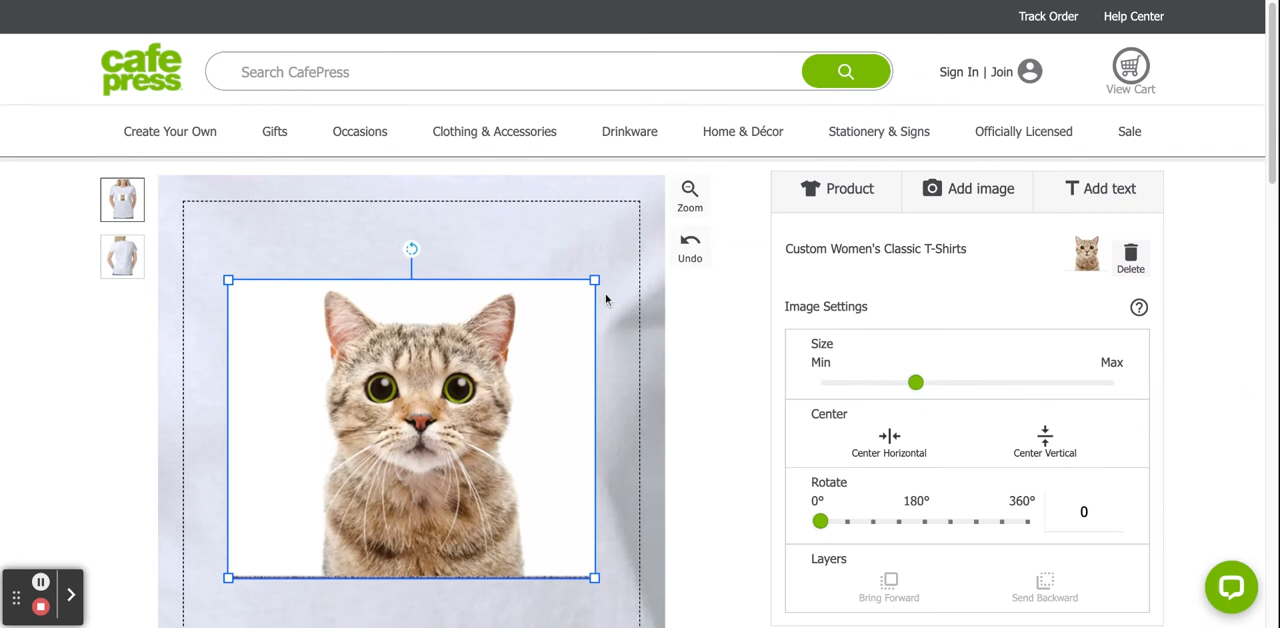 Track Order Help Center
cafe
press
Search CafePress
Sign In | Join
View Cart
Create Your Own Gifts Occasions Clothing & Accessories Drinkware Home & Décor Stationery & Signs Officially Licensed Sale
Zoom
Undo
Product Add image Add text
Custom Women's Classic T-Shirts
Delete
Image Settings
Size
Min Max
Center
Center Horizontal Center Vertical
Rotate
0° 180° 360°
0
Layers
Bring Forward Send Backward